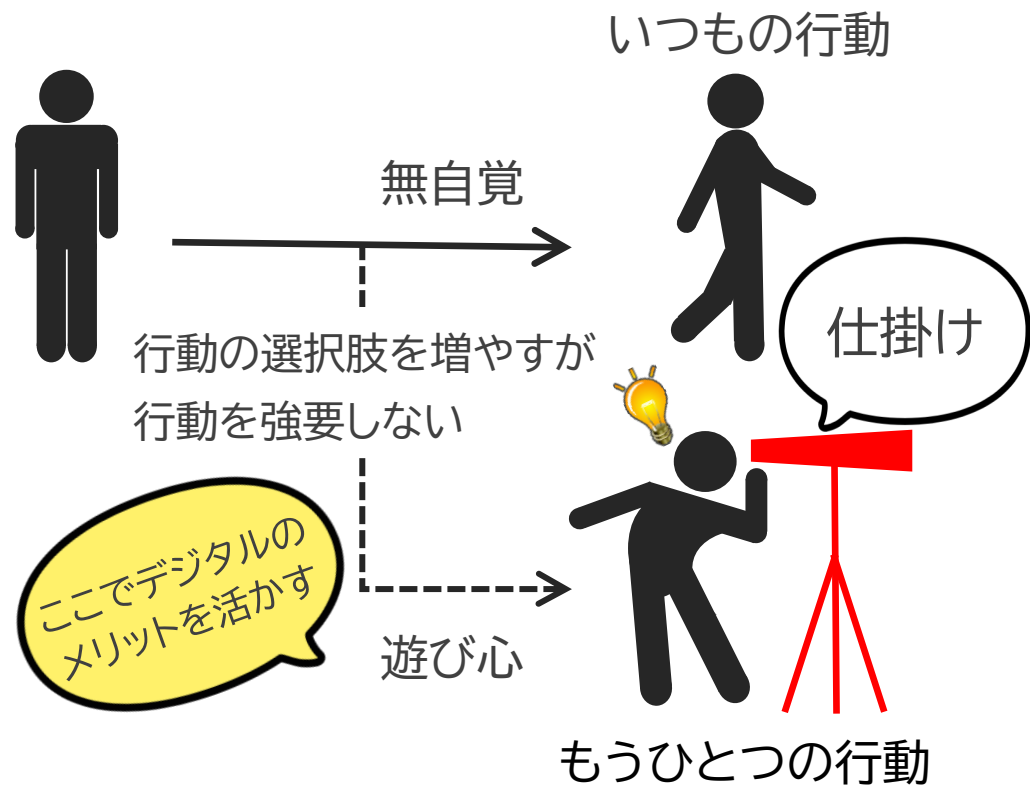 いつもの行動
無自覚
仕掛け
行動の選択肢を増やすが
行動を強要しない
ここでデジタルの
メリットを活かす
遊び心
もうひとつの行動